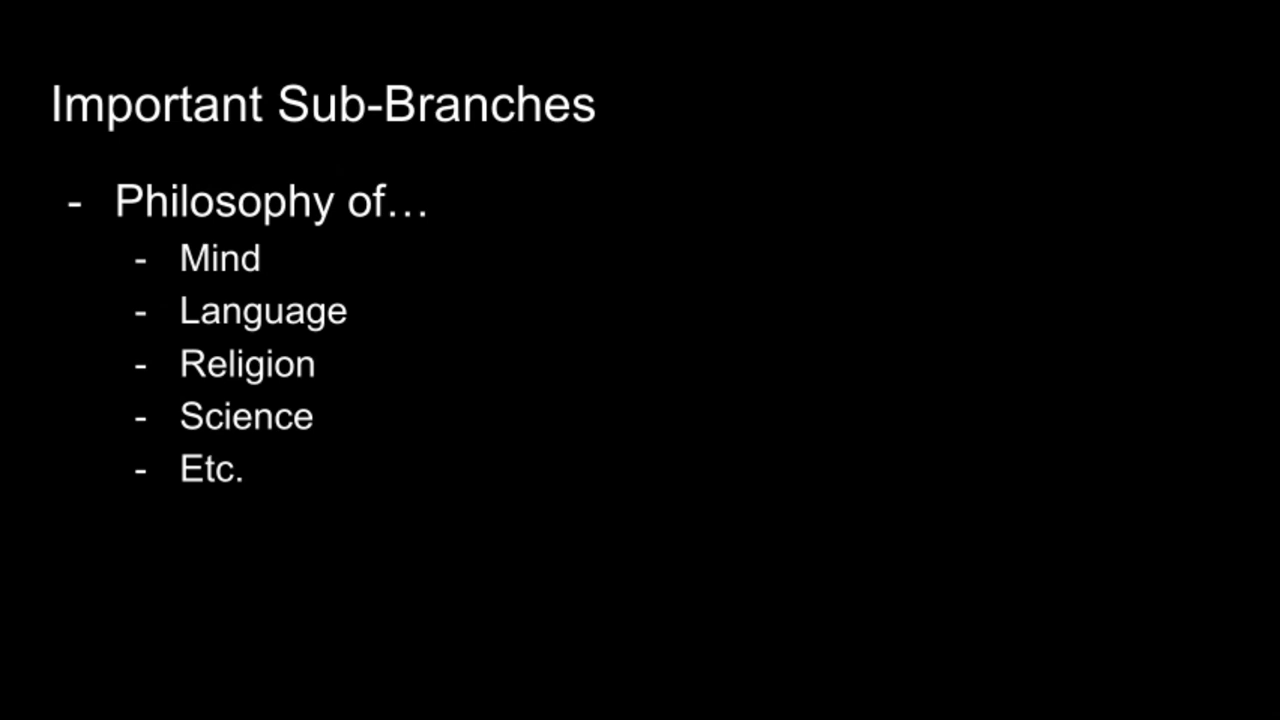 Important Sub-Branches
- Philosophy of…
- Mind
- Language
- Religion
- Science
- Etc.